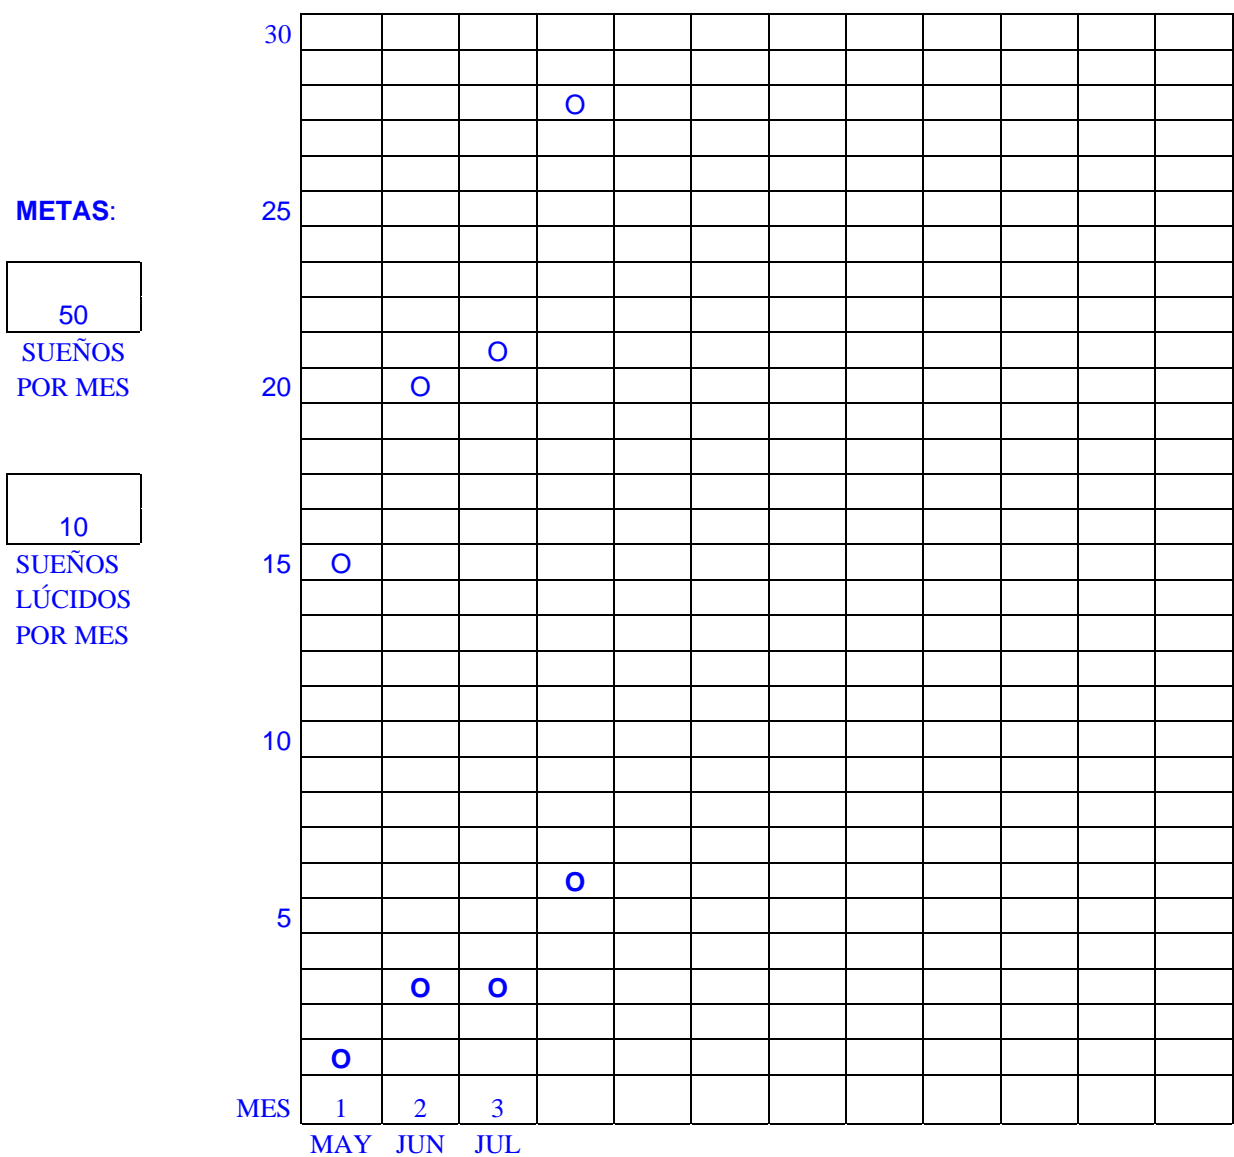 30
O
METAS: 25
50
SUEÑOS O
POR MES 20 O
10
SUEÑOS 15 O
LÚCIDOS
POR MES
10
O
5
O O
O
MES 1 2 3
MAY JUN JUL